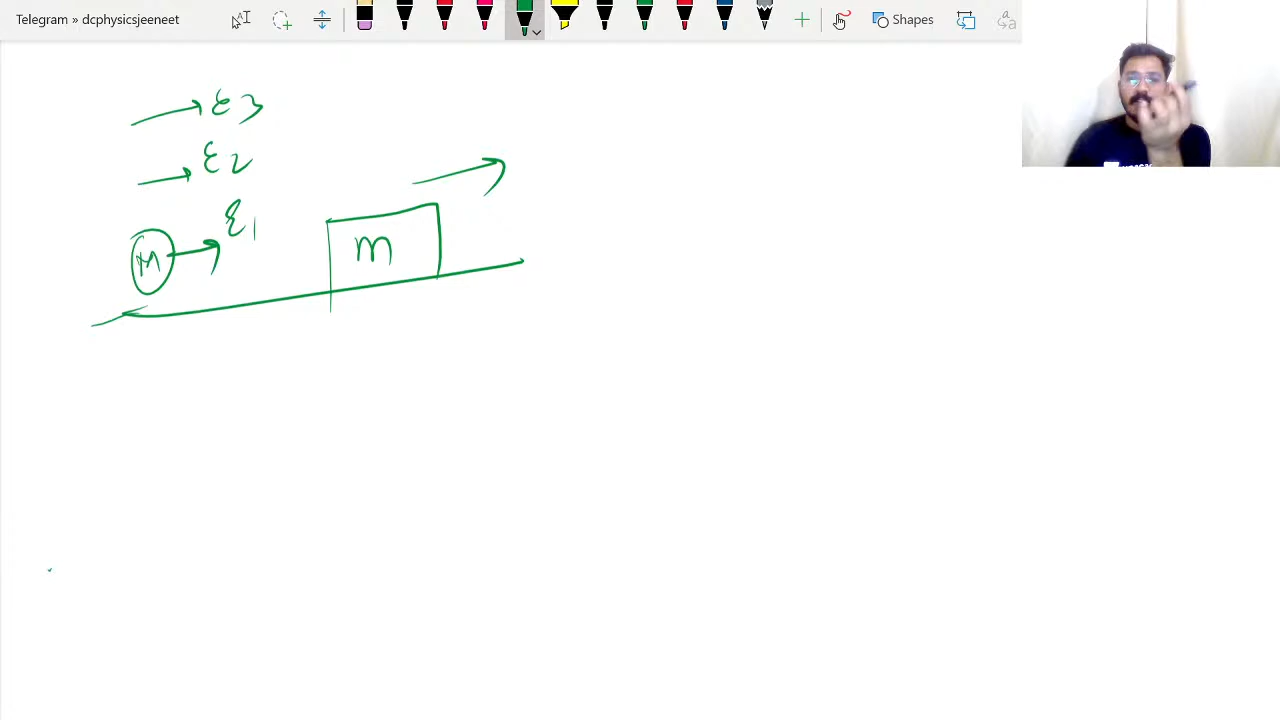 Telegram » dcphysicsjeeneet
Shapes
ε3
ε2
ε1
M
m